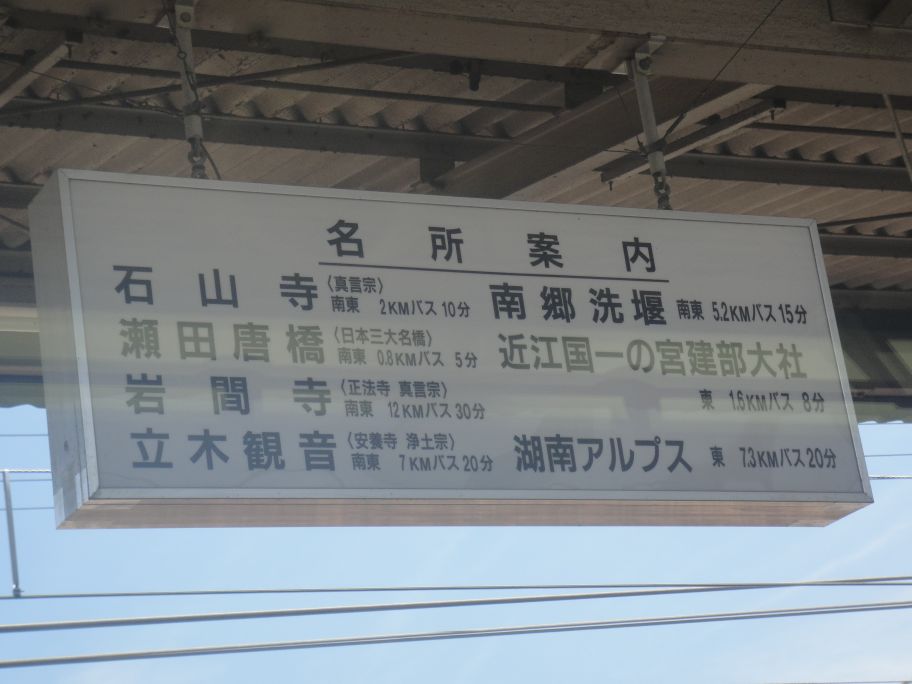 名所案内
石山寺 (真言宗) 南東 2KMバス10分
瀬田唐橋 (日本三大名橋) 南東 0.8KMバス 5分
岩間寺 (正法寺 真言宗) 南東 12KMバス30分
立木観音 (安養寺 浄土宗) 南東 7KMバス20分
南郷洗堰 南東 5.2KMバス15分
近江国一の宮建部大社
東 1.6KMバス 8分
湖南アルプス 東 7.3KMバス20分